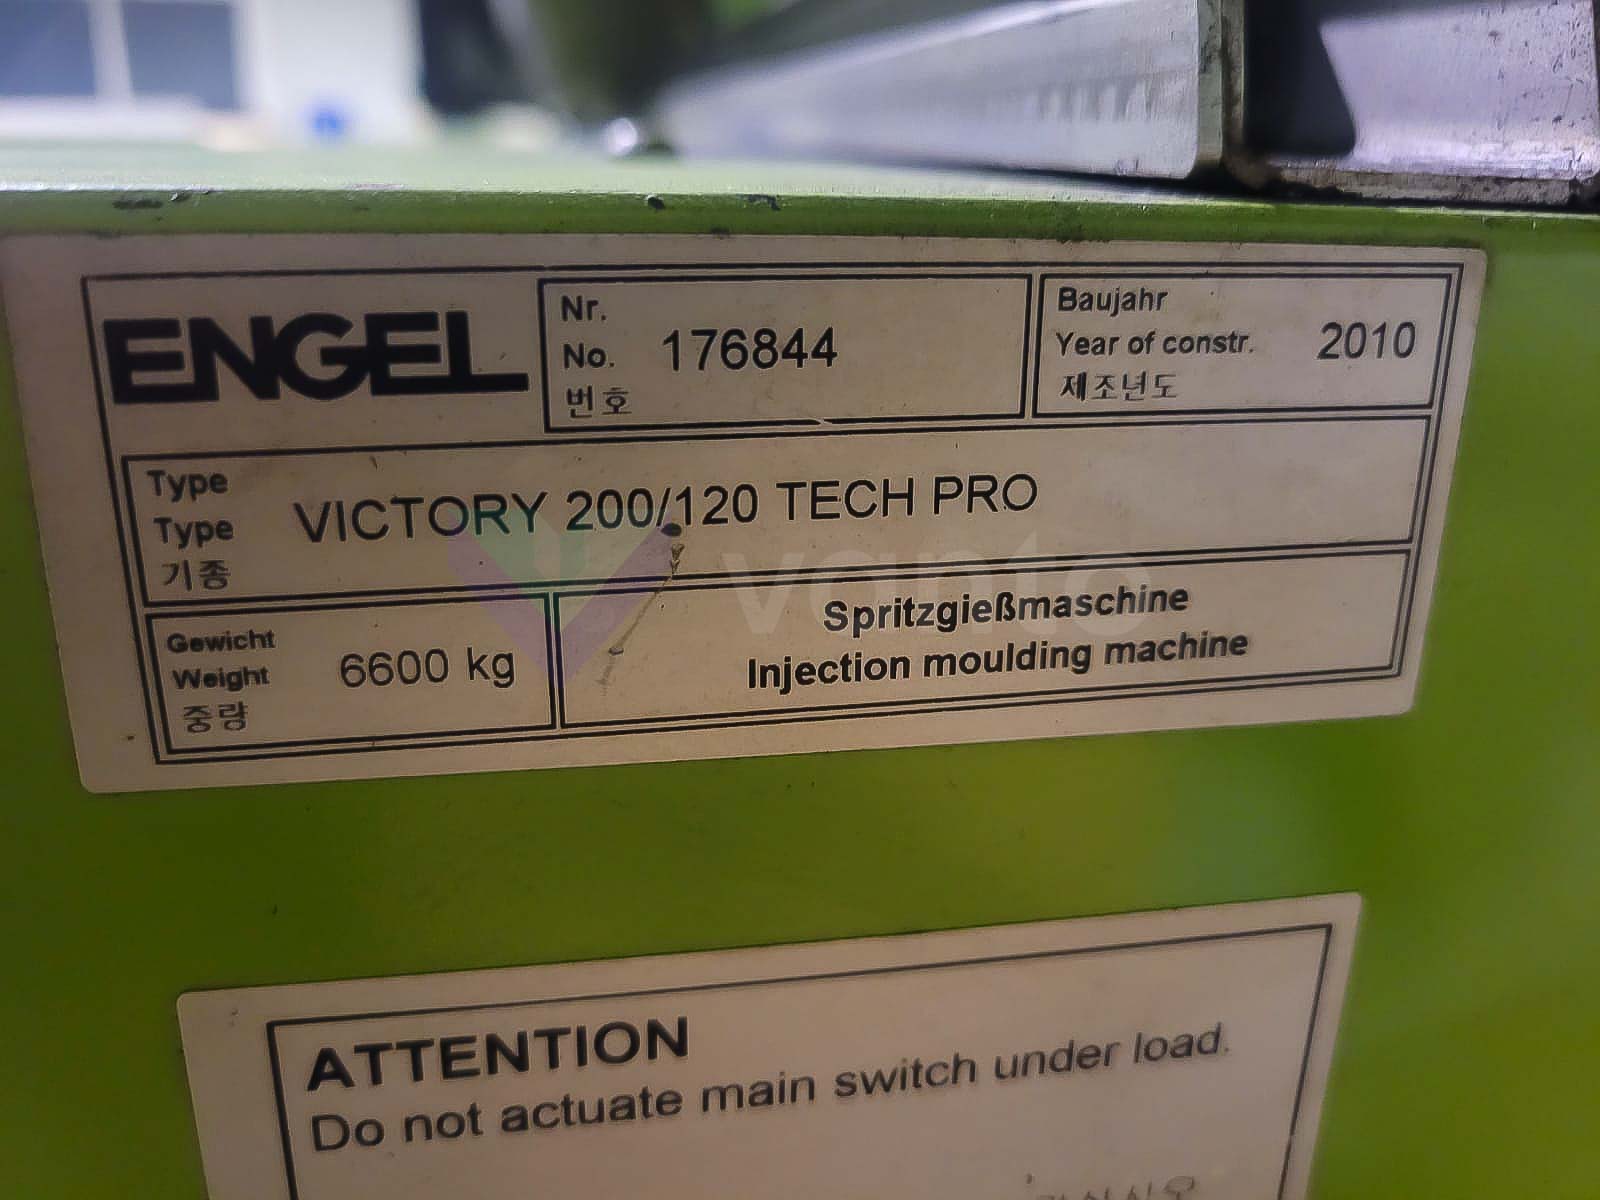 ENGEL
Nr.
No. 176844
번호
Baujahr
Year of constr. 2010
제조년도
Type
Type VICTORY 200/120 TECH PRO
기종
Gewicht
Weight 6600 kg
중량
Spritzgießmaschine
Injection moulding machine
vanto
ATTENTION
Do not actuate main switch under load.